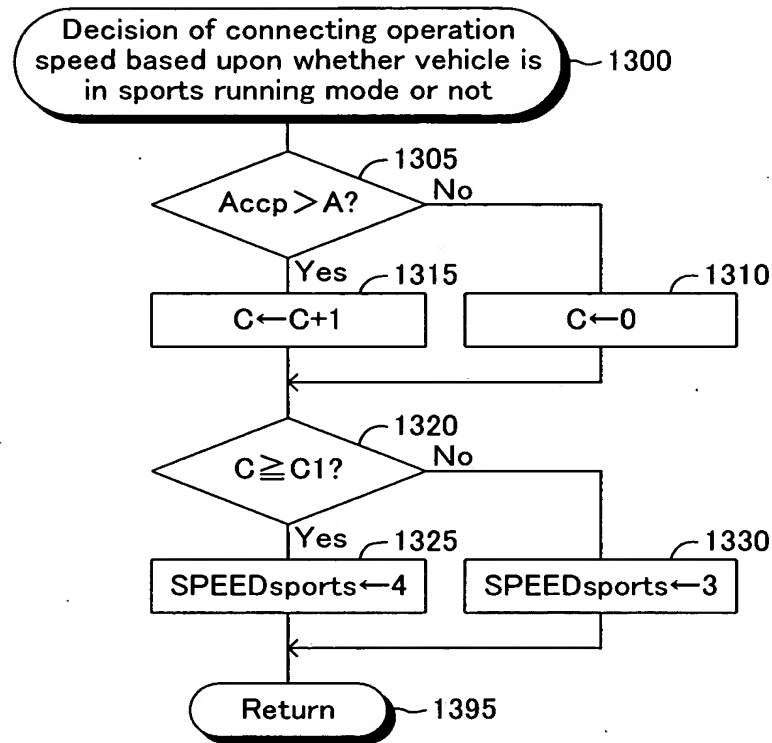 Decision of connecting operation
speed based upon whether vehicle is
in sports running mode or not
1300
1305
Accp>A?
No
Yes
1315
1310
C←C+1
C←0
1320
C≧C1?
No
Yes
1325
1330
SPEEDsports←4
SPEEDsports←3
Return
1395